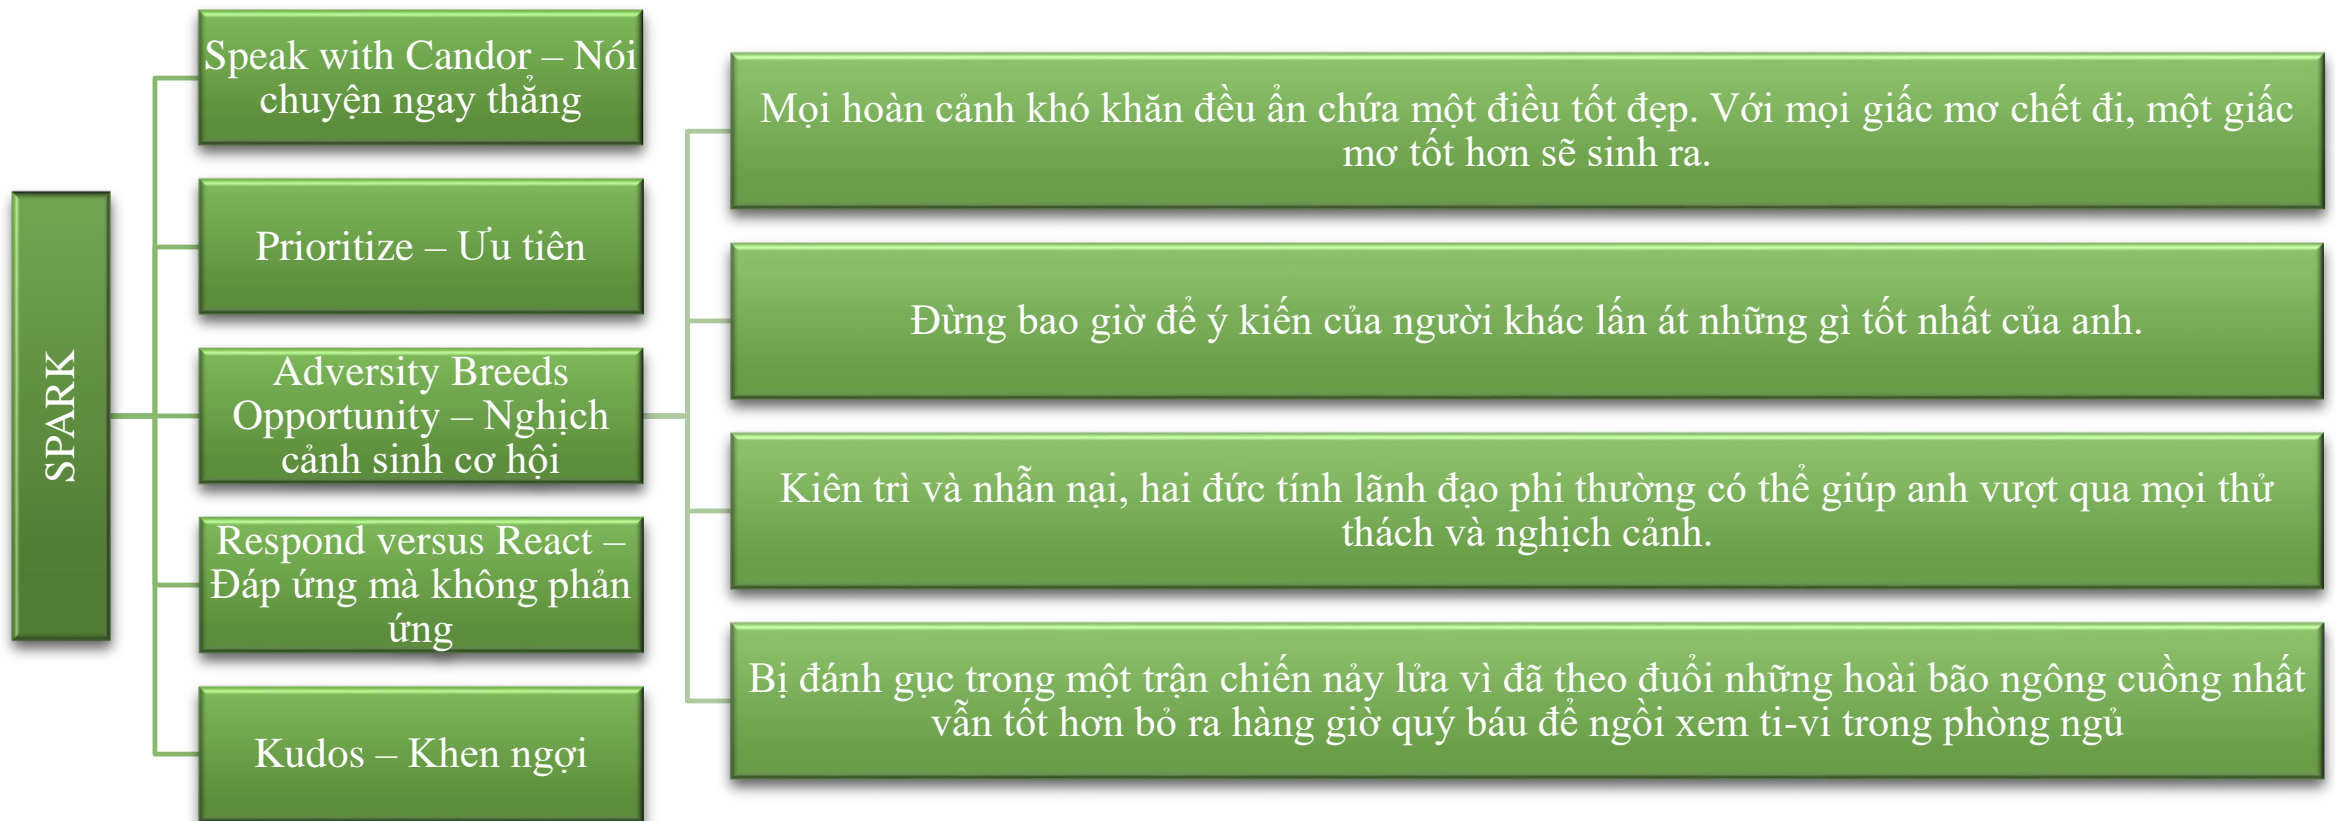 SPARK
Speak with Candor – Nói
chuyện ngay thẳng
Prioritize – Ưu tiên
Adversity Breeds
Opportunity – Nghịch
cảnh sinh cơ hội
Respond versus React –
Đáp ứng mà không phản
ứng
Kudos – Khen ngợi
Mọi hoàn cảnh khó khăn đều ẩn chứa một điều tốt đẹp. Với mọi giấc mơ chết đi, một giấc
mơ tốt hơn sẽ sinh ra.
Đừng bao giờ để ý kiến của người khác lấn át những gì tốt nhất của anh.
Kiên trì và nhẫn nại, hai đức tính lãnh đạo phi thường có thể giúp anh vượt qua mọi thử
thách và nghịch cảnh.
Bị đánh gục trong một trận chiến nảy lửa vì đã theo đuổi những hoài bão ngông cuồng nhất
vẫn tốt hơn bỏ ra hàng giờ quý báu để ngồi xem ti-vi trong phòng ngủ